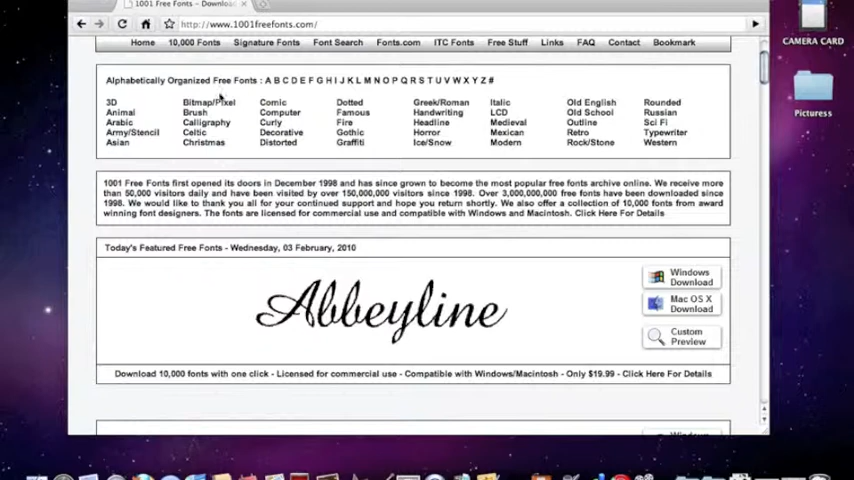 1001 Free Fonts - Downloa
http://www.1001freefonts.com/
Home 10,000 Fonts Signature Fonts Font Search Fonts.com ITC Fonts Free Stuff Links FAQ Contact Bookmark
CAMERA CARD
Alphabetically Organized Free Fonts : A B C D E F G H I J K L M N O P Q R S T U V W X Y Z #
3D Bitmap/Pixel Comic Dotted Greek/Roman Italic Old English Rounded
Animal Brush Computer Famous Handwriting LCD Old School Russian
Arabic Calligraphy Curly Fire Headline Medieval Outline Sci Fi
Army/Stencil Celtic Decorative Gothic Horror Mexican Retro Typewriter
Asian Christmas Distorted Graffiti Ice/Snow Modern Rock/Stone Western
Picturess
1001 Free Fonts first opened its doors in December 1998 and has since grown to become the most popular free fonts archive online. We receive more
than 50,000 visitors daily and have been visited by over 150,000,000 visitors since 1998. Over 3,000,000,000 free fonts have been downloaded since
1998. We would like to thank you all for your continued support and hope you return shortly. We also offer a collection of 10,000 fonts from award
winning font designers. The fonts are licensed for commercial use and compatible with Windows and Macintosh. Click Here For Details
Today's Featured Free Fonts - Wednesday, 03 February, 2010
Abbeyline
Windows
Download
Mac OS X
Download
Custom
Preview
Download 10,000 fonts with one click - Licensed for commercial use - Compatible with Windows/Macintosh - Only $19.99 - Click Here For Details